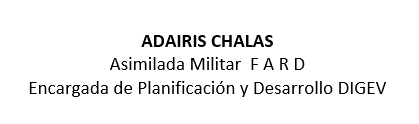 ADAIRIS CHALAS
Asimilada Militar F A R D
Encargada de Planificación y Desarrollo DIGEV